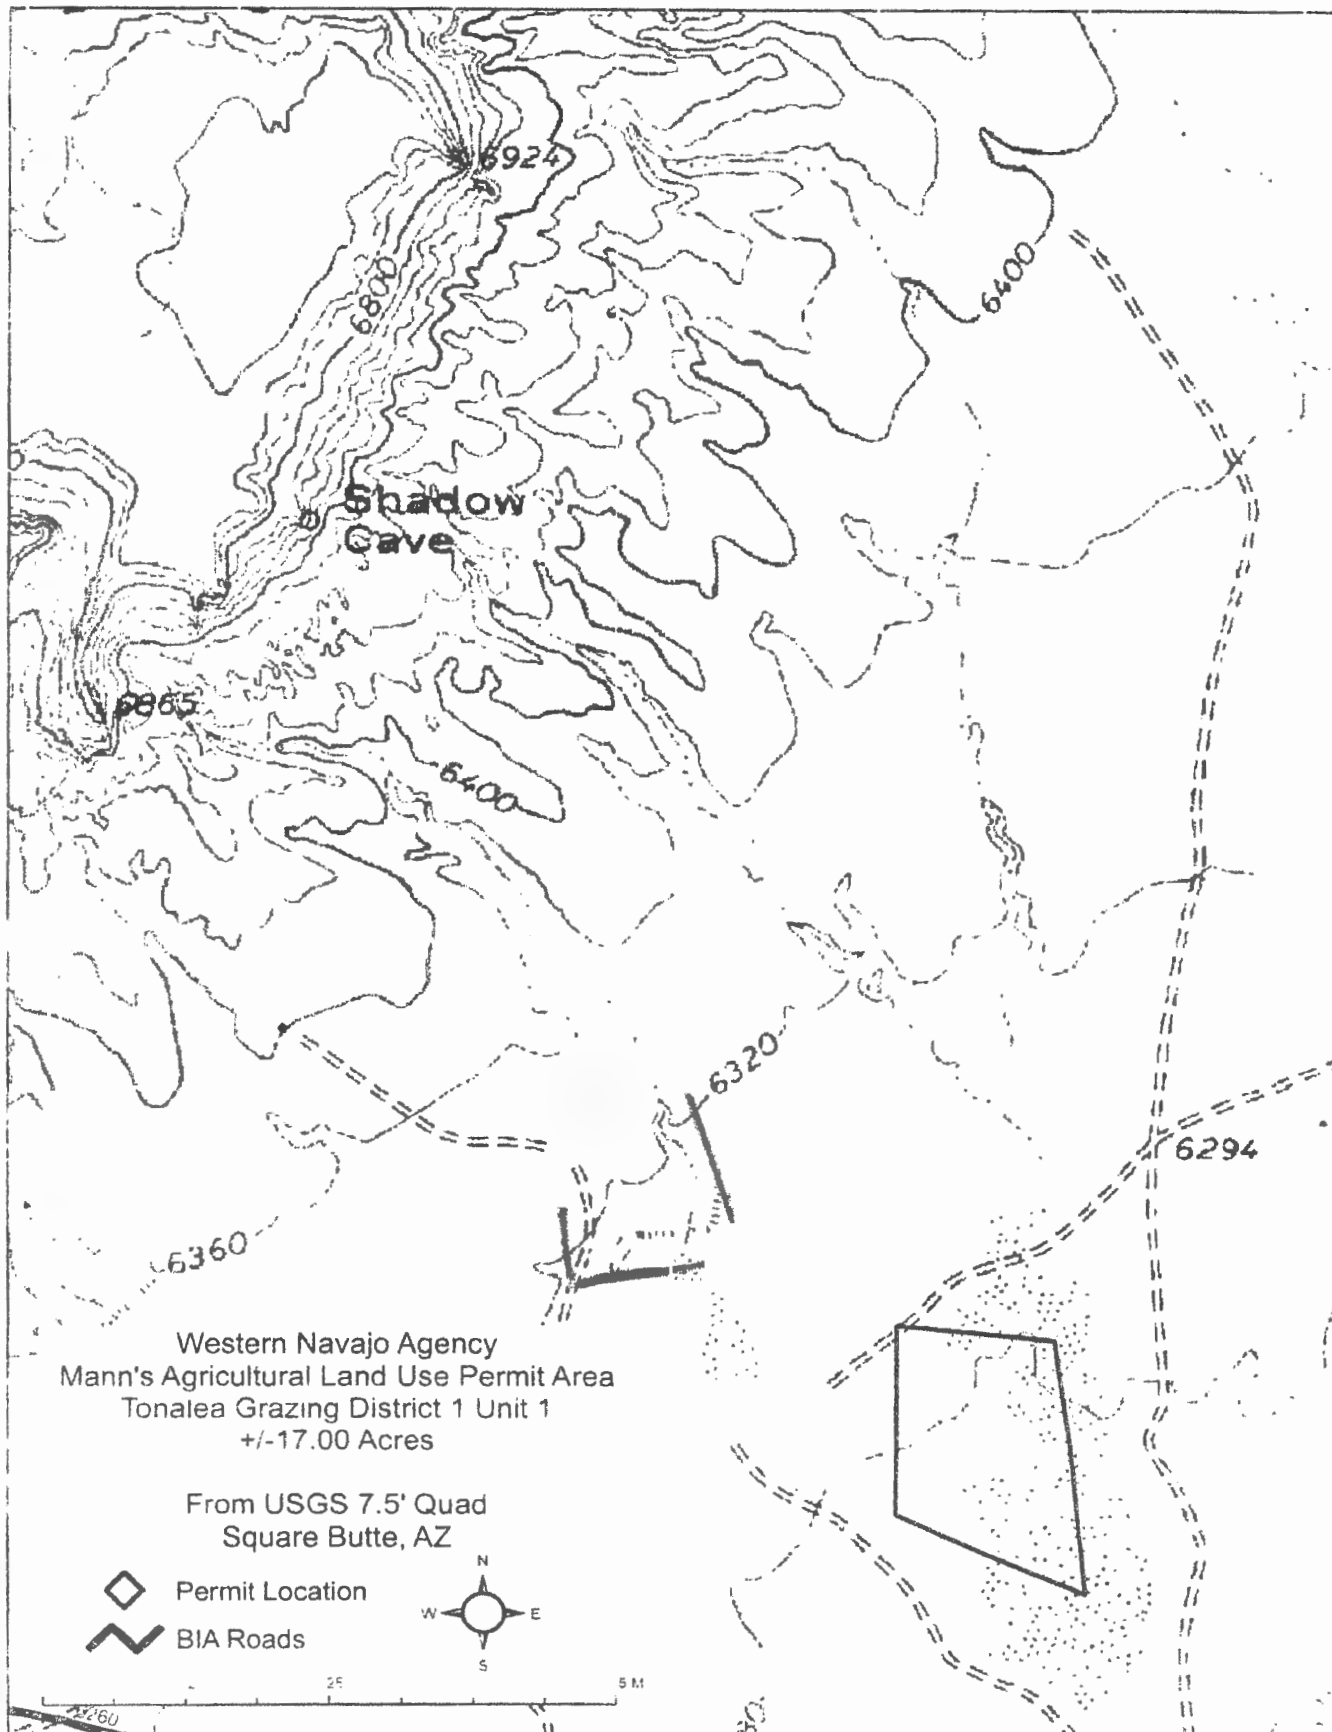 6924
6800
6400
Shadow
Cave
6865
6400
6320
6294
6360
Western Navajo Agency
Mann's Agricultural Land Use Permit Area
Tonalea Grazing District 1 Unit 1
+/-17.00 Acres
From USGS 7.5' Quad
Square Butte, AZ
N
Permit Location
W E
BIA Roads
S
25 5 M